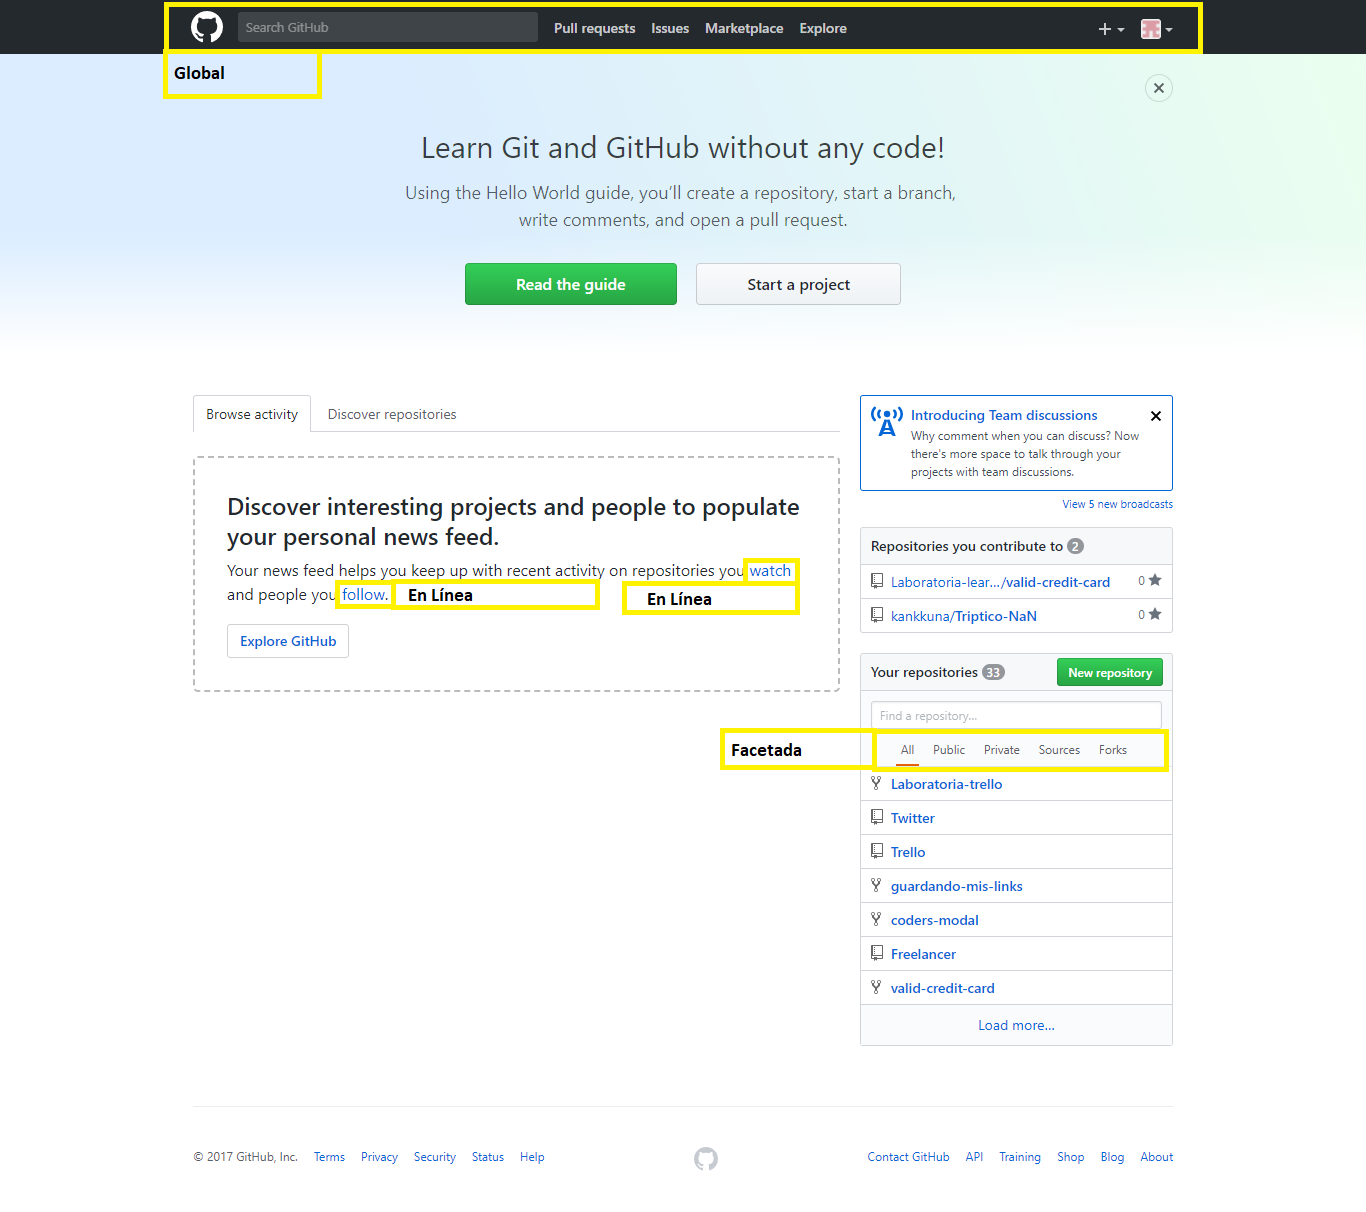 Search GitHub Pull requests Issues Marketplace Explore
Global
Learn Git and GitHub without any code!
Using the Hello World guide, you’ll create a repository, start a branch,
write comments, and open a pull request.
Read the guide Start a project
Browse activity Discover repositories
Discover interesting projects and people to populate
your personal news feed.
Your news feed helps you keep up with recent activity on repositories you watch
and people you follow. En Línea En Línea
Explore GitHub
Introducing Team discussions
Why comment when you can discuss? Now
there's more space to talk through your
projects with team discussions.
View 5 new broadcasts
Repositories you contribute to 2
Laboratoria-lear…/valid-credit-card 0
kankkuna/Triptico-NaN 0
Your repositories 33 New repository
Find a repository…
Facetada
All Public Private Sources Forks
Laboratoria-trello
Twitter
Trello
guardando-mis-links
coders-modal
Freelancer
valid-credit-card
Load more…
© 2017 GitHub, Inc. Terms Privacy Security Status Help Contact GitHub API Training Shop Blog About